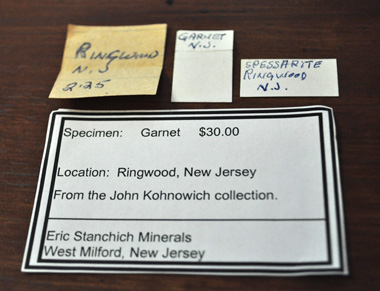 RINGWOOD
N.J
2.25
GARNET
N.J.
SPESSARITE
RINGWOOD
N.J.
Specimen: Garnet $30.00
Location: Ringwood, New Jersey
From the John Kohnowich collection.
Eric Stanchich Minerals
West Milford, New Jersey